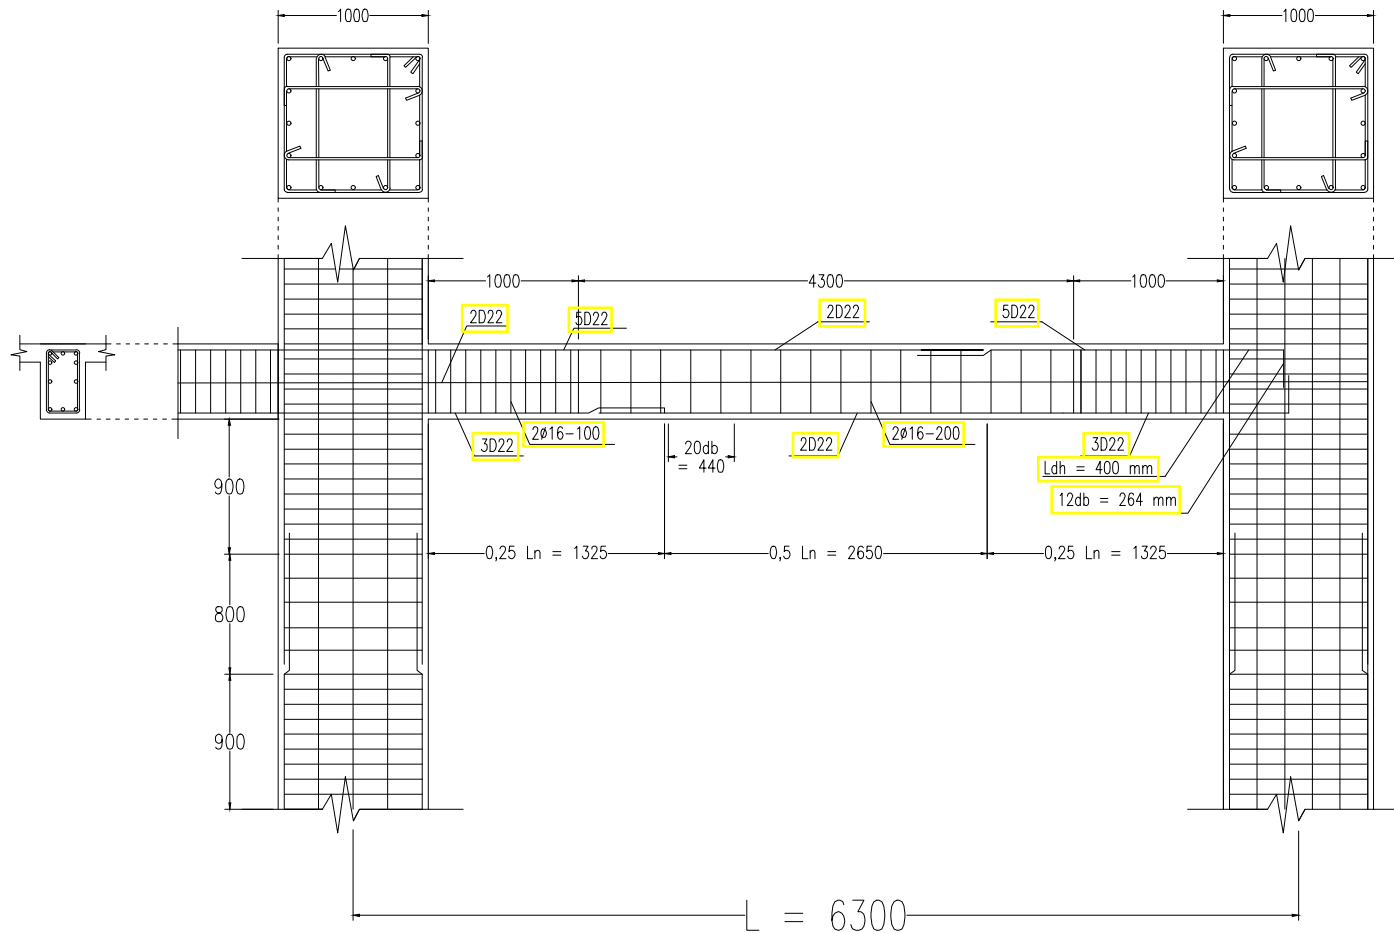 1000
1000
1000
4300
1000
2D22
5D22
2D22
5D22
3D22
2ø16-100
20db
= 440
2D22
2ø16-200
3D22
Ldh = 400 mm
12db = 264 mm
900
0,25 Ln = 1325
0,5 Ln = 2650
0,25 Ln = 1325
800
900
L = 6300